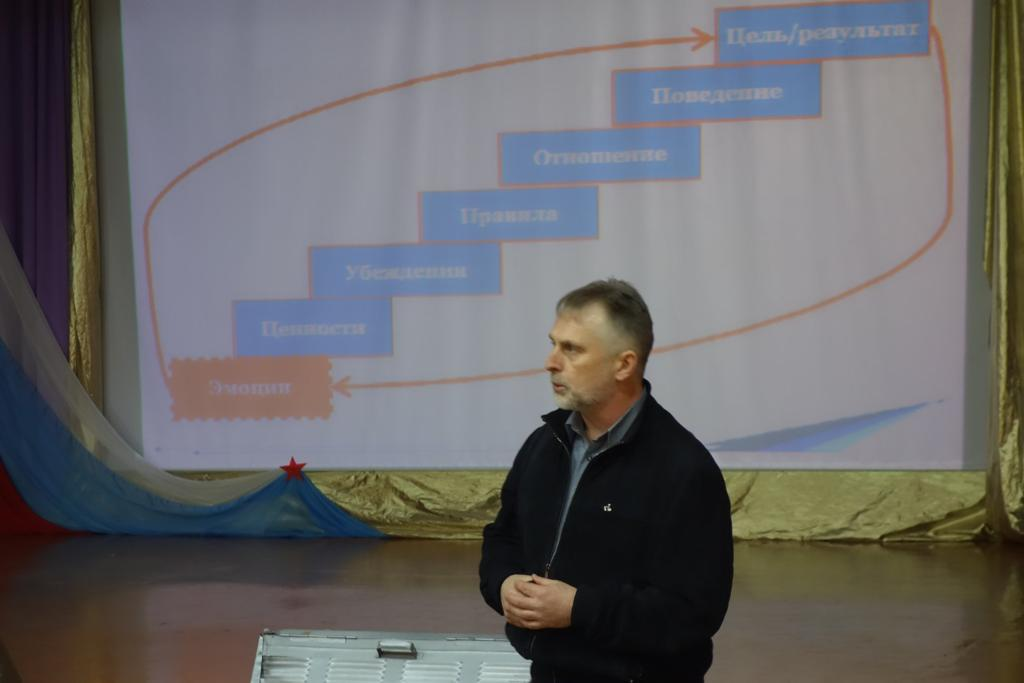 Цель/результат
Поведение
Отношение
Правила
Убеждения
Ценности
Эмоции